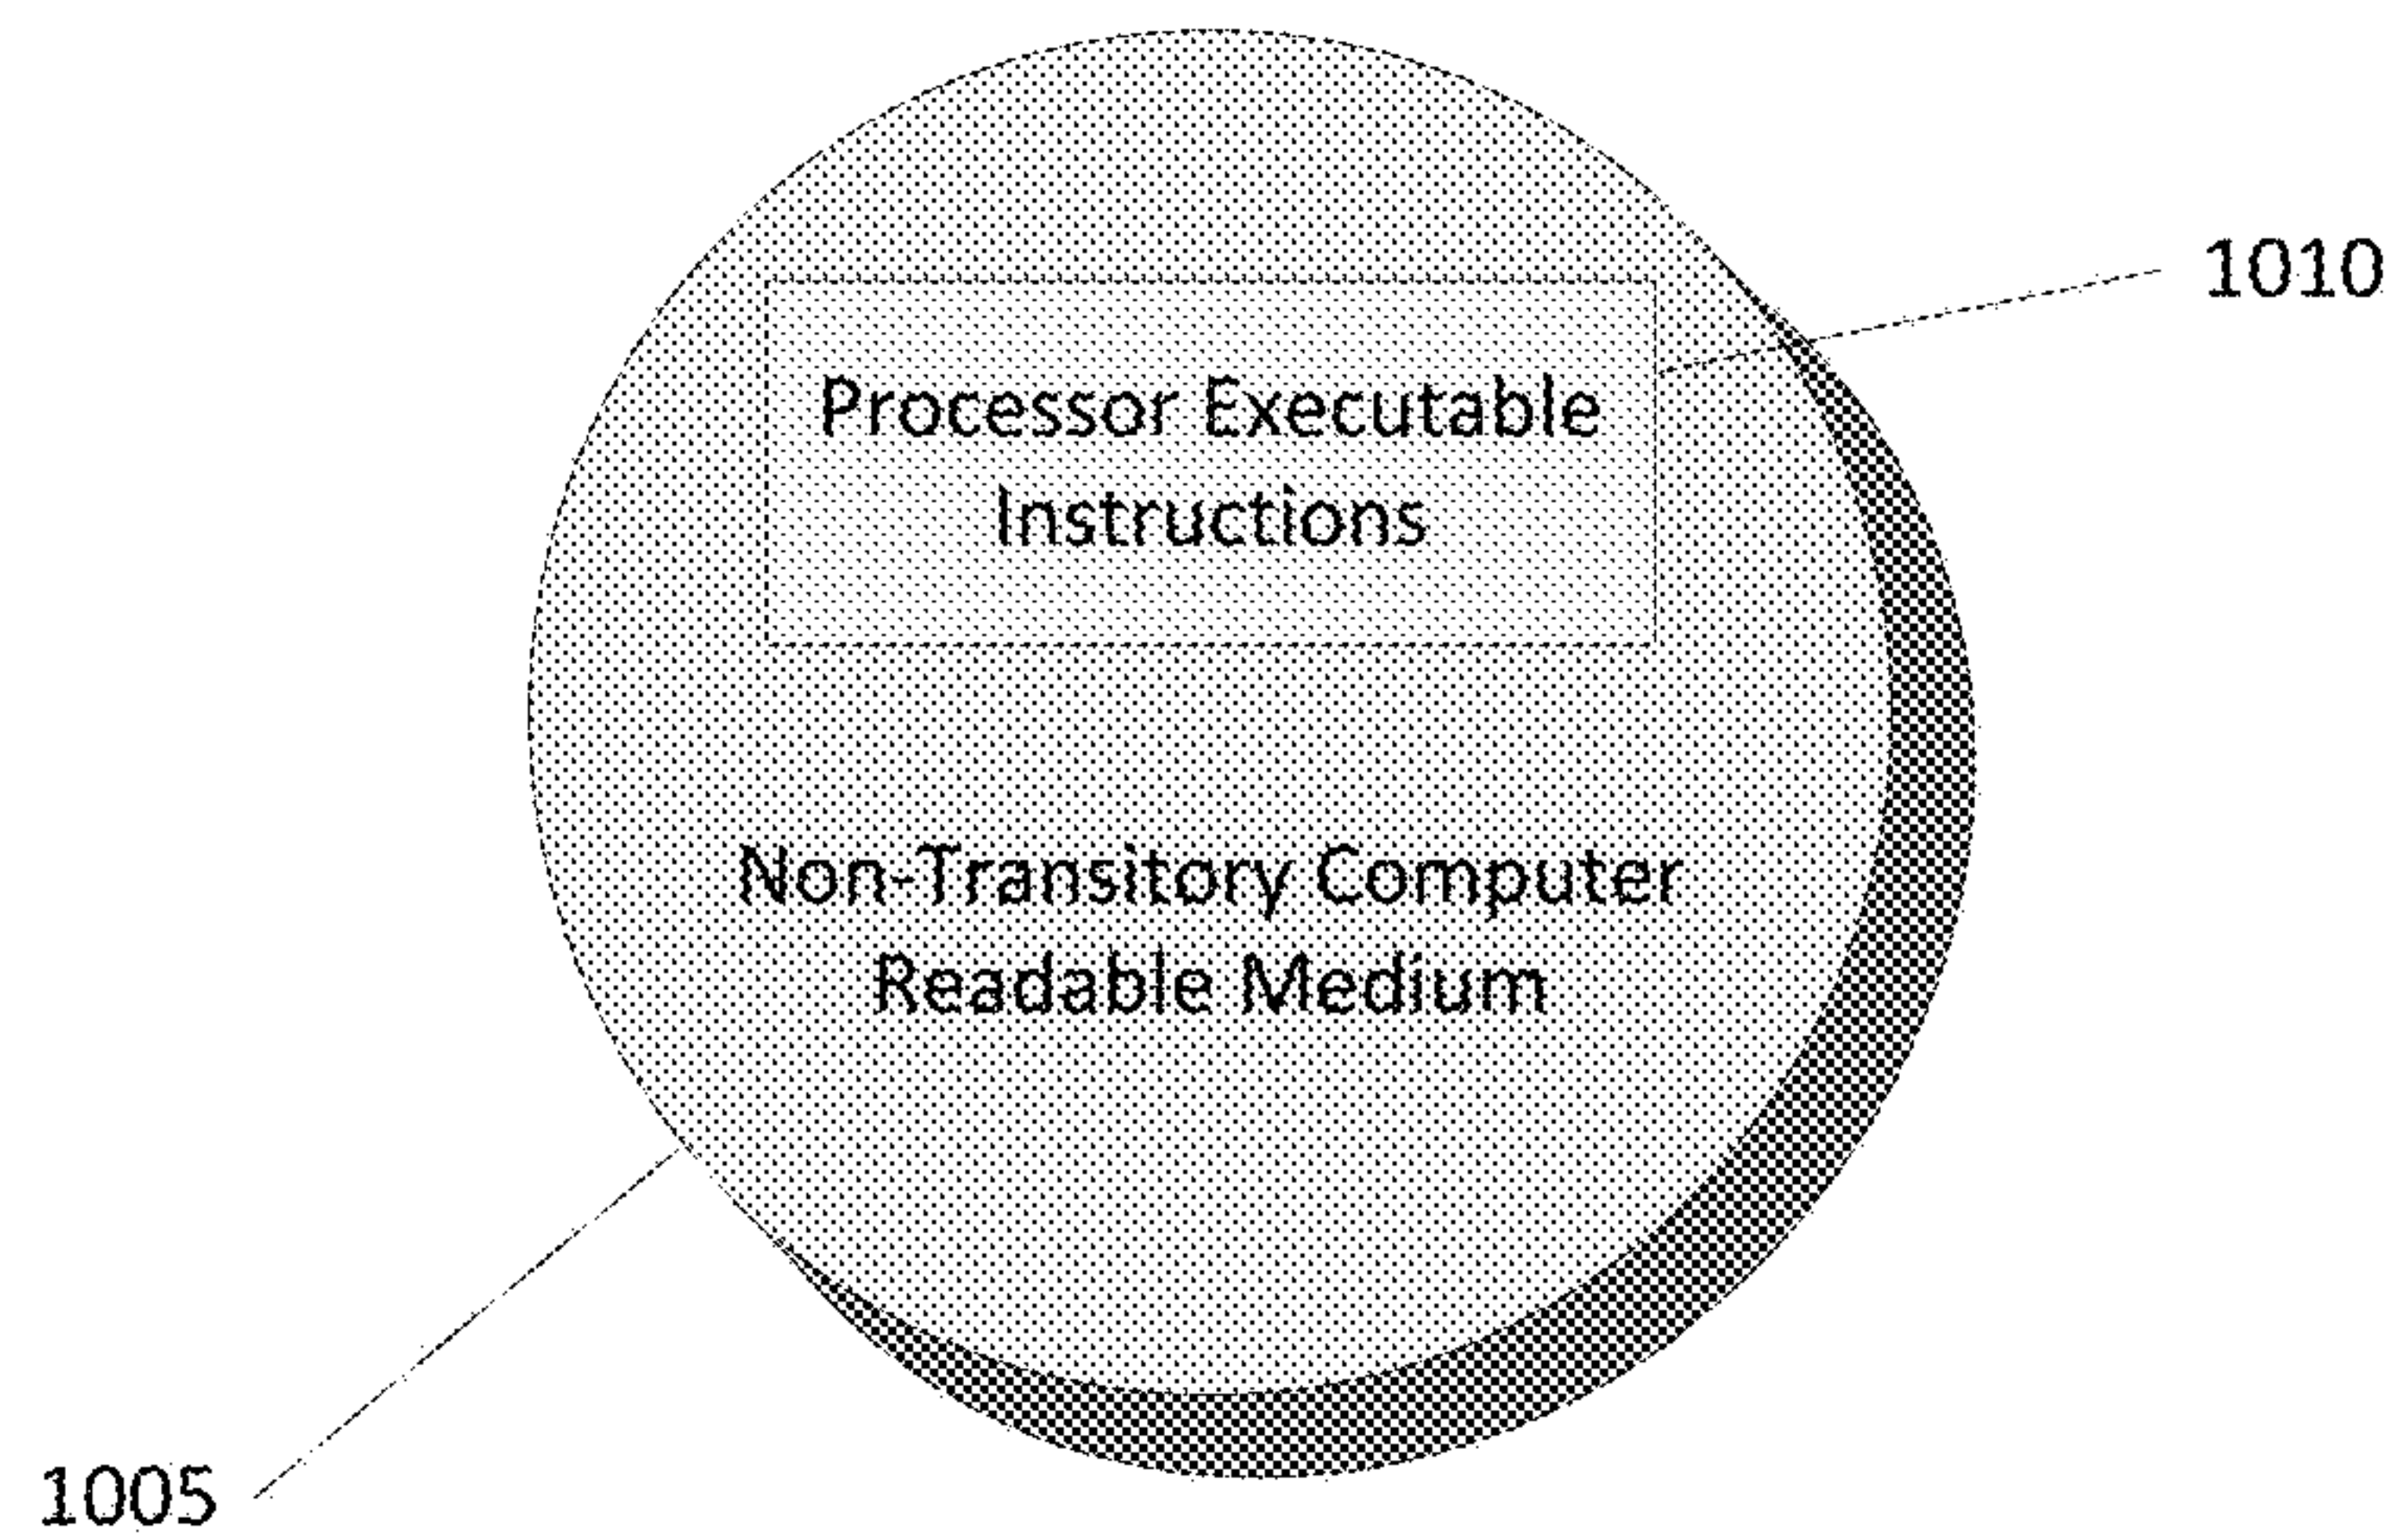 1010
Processor Executable
Instructions
Non-Transitory Computer
Readable Medium
1005